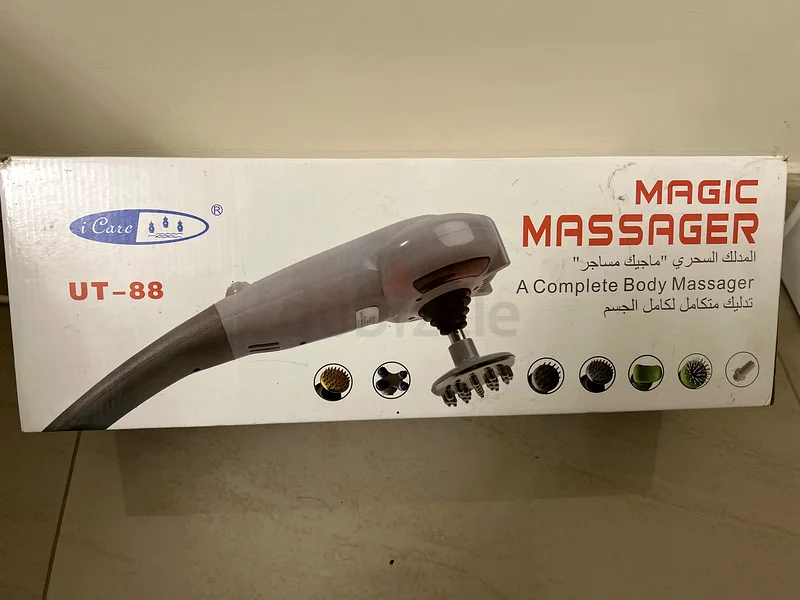 i Care ®
UT-88
MAGIC
MASSAGER
المدلك السحري "ماجيك مساجر"
A Complete Body Massager
تدليك متكامل لكامل الجسم